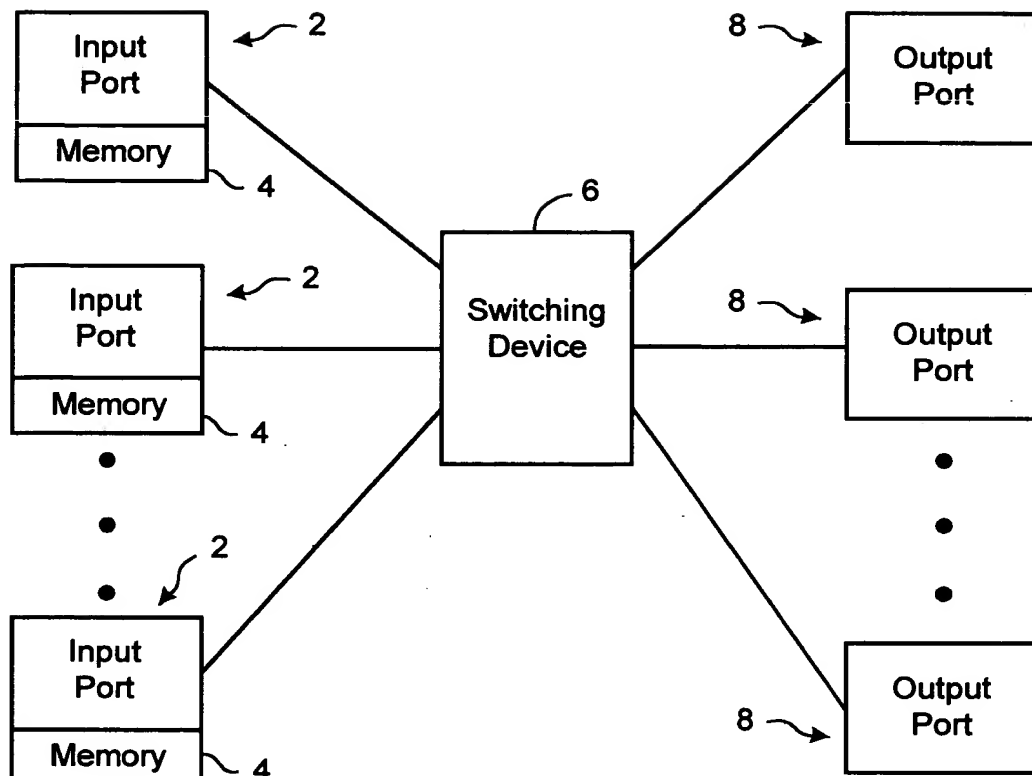 Input
Port
2
Memory
4
8
Output
Port
6
Switching
Device
Input
Port
2
Memory
4
8
Output
Port
Input
Port
2
Memory
4
8
Output
Port